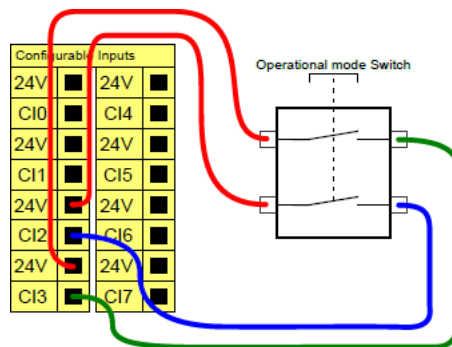 Configurable Inputs
Operational mode Switch
24V 24V
CI0 CI4
24V 24V
CI1 CI5
24V 24V
CI2 CI6
24V 24V
CI3 CI7